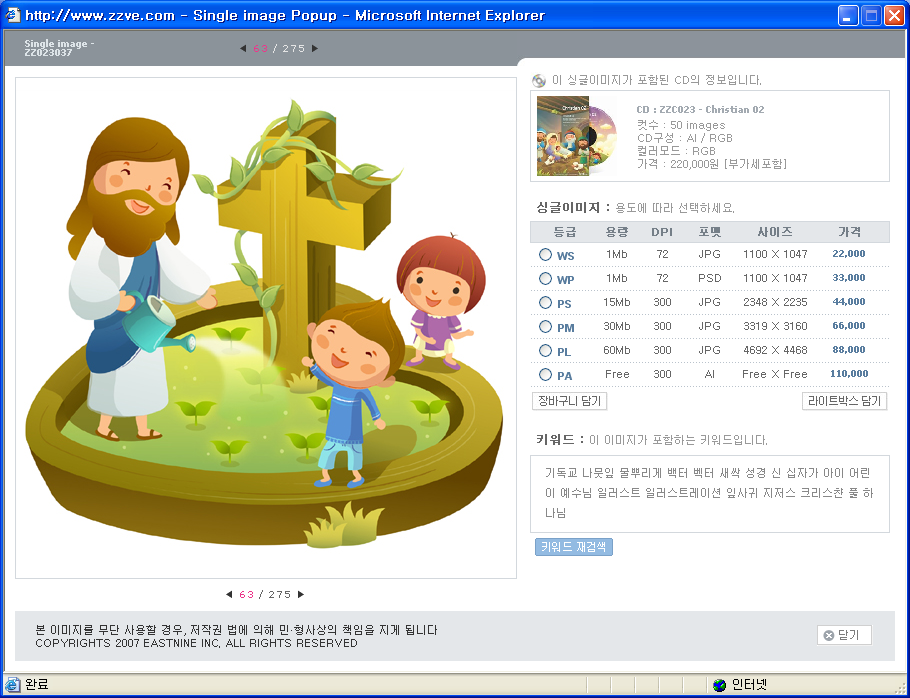 http://www.zzve.com - Single image Popup - Microsoft Internet Explorer
Single image -
ZZ023037
63 / 275
이 싱글이미지가 포함된 CD의 정보입니다.
Christian 02
CD : ZZC023 - Christian 02
컷수 : 50 images
CD구성 : AI / RGB
컬러모드 : RGB
가격 : 220,000원 [부가세포함]
싱글이미지 : 용도에 따라 선택하세요.
등급 용량 DPI 포맷 사이즈 가격
WS 1Mb 72 JPG 1100 X 1047 22,000
WP 1Mb 72 PSD 1100 X 1047 33,000
PS 15Mb 300 JPG 2348 X 2235 44,000
PM 30Mb 300 JPG 3319 X 3160 66,000
PL 60Mb 300 JPG 4692 X 4468 88,000
PA Free 300 AI Free X Free 110,000
장바구니 담기 라이트박스 담기
키워드 : 이 이미지가 포함하는 키워드입니다.
기독교 나뭇잎 물뿌리게 백터 벡터 새싹 성경 신 십자가 아이 어린
이 예수님 일러스트 일러스트레이션 잎사귀 지저스 크리스챤 풀 하
나님
키워드 재검색
63 / 275
본 이미지를 무단 사용할 경우, 저작권 법에 의해 민·형사상의 책임을 지게 됩니다
COPYRIGHTS 2007 EASTNINE INC, ALL RIGHTS RESERVED
닫기
완료 인터넷